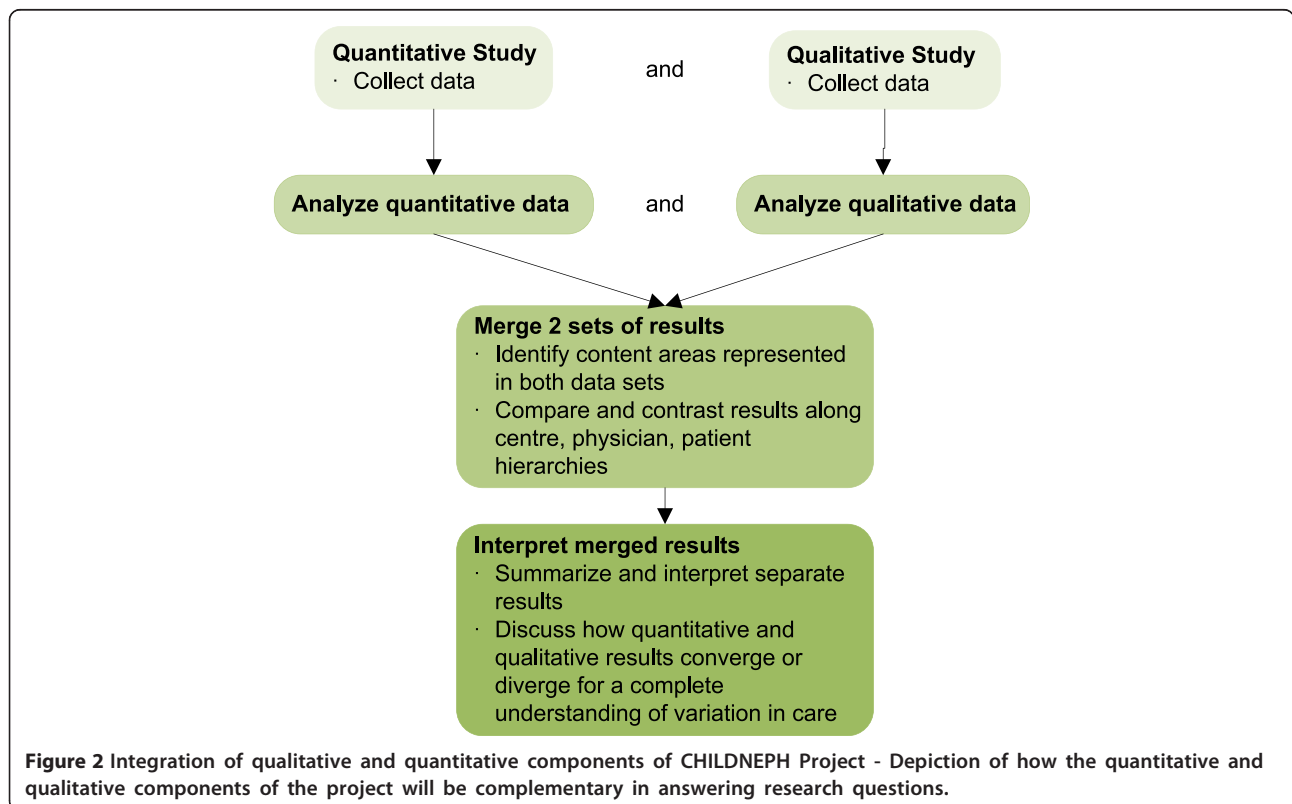 Quantitative Study
· Collect data
and
Qualitative Study
· Collect data
Analyze quantitative data
and
Analyze qualitative data
Merge 2 sets of results
· Identify content areas represented
in both data sets
· Compare and contrast results along
centre, physician, patient
hierarchies
Interpret merged results
· Summarize and interpret separate
results
· Discuss how quantitative and
qualitative results converge or
diverge for a complete
understanding of variation in care
Figure 2 Integration of qualitative and quantitative components of CHILDNEPH Project - Depiction of how the quantitative and
qualitative components of the project will be complementary in answering research questions.